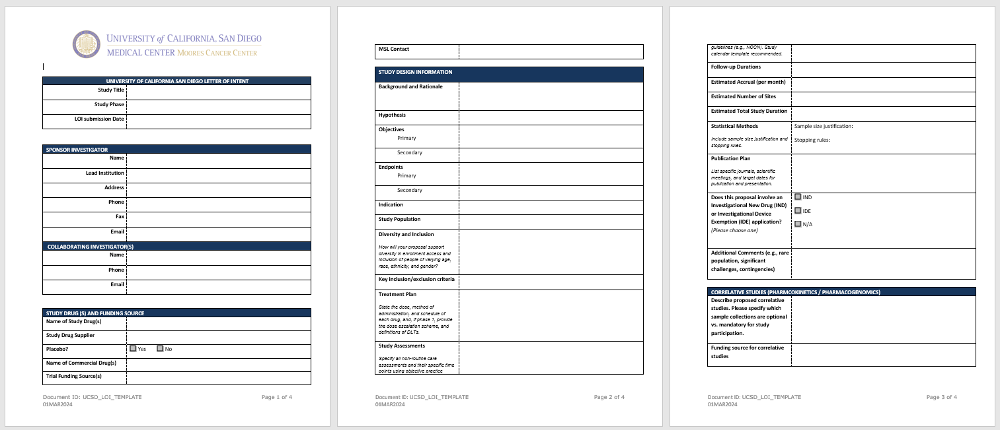 UNIVERSITY of CALIFORNIA, SAN DIEGO
MEDICAL CENTER MOORES CANCER CENTER
UNIVERSITY OF CALIFORNIA SAN DIEGO LETTER OF INTENT
Study Title
Study Phase
LOI submission Date
SPONSOR INVESTIGATOR
Name
Lead Institution
Address
Phone
Fax
Email
COLLABORATING INVESTIGATOR(S)
Name
Phone
Email
STUDY DRUG (S) AND FUNDING SOURCE
Name of Study Drug(s)
Study Drug Supplier
Placebo? Yes No
Name of Commercial Drug(s)
Trial Funding Source(s)
Document ID: UCSD_LOI_TEMPLATE Page 1 of 4
01MAR2024
MSL Contact
STUDY DESIGN INFORMATION
Background and Rationale
Hypothesis
Objectives
Primary
Secondary
Endpoints
Primary
Secondary
Indication
Study Population
Diversity and Inclusion
How will your proposal support
diversity in enrollment access and
inclusion of people of varying age,
race, ethnicity, and gender?
Key inclusion/exclusion criteria
Treatment Plan
State the dose, method of
administration, and schedule of
each drug, and, if phase 1, provide
the dose escalation scheme, and
definitions of DLTs.
Study Assessments
Specify all non-routine care
assessments and their specific time
points using objective practice
Document ID: UCSD_LOI_TEMPLATE Page 2 of 4
01MAR2024
guidelines (e.g., NCCN). Study
calendar template recommended.
Follow-up Durations
Estimated Accrual (per month)
Estimated Number of Sites
Estimated Total Study Duration
Statistical Methods Sample size justification:
Include sample size justification and
stopping rules. Stopping rules:
Publication Plan
List specific journals, scientific
meetings, and target dates for
publication and presentation.
Does this proposal involve an IND
Investigational New Drug (IND)
or Investigational Device IDE
Exemption (IDE) application? N/A
(Please choose one)
Additional Comments (e.g., rare
population, significant
challenges, contingencies)
CORRELATIVE STUDIES (PHARMCOKINETICS / PHARMACOGENOMICS)
Describe proposed correlative
studies. Please specify which
sample collections are optional
vs. mandatory for study
participation.
Funding source for correlative
studies
Document ID: UCSD_LOI_TEMPLATE Page 3 of 4
01MAR2024